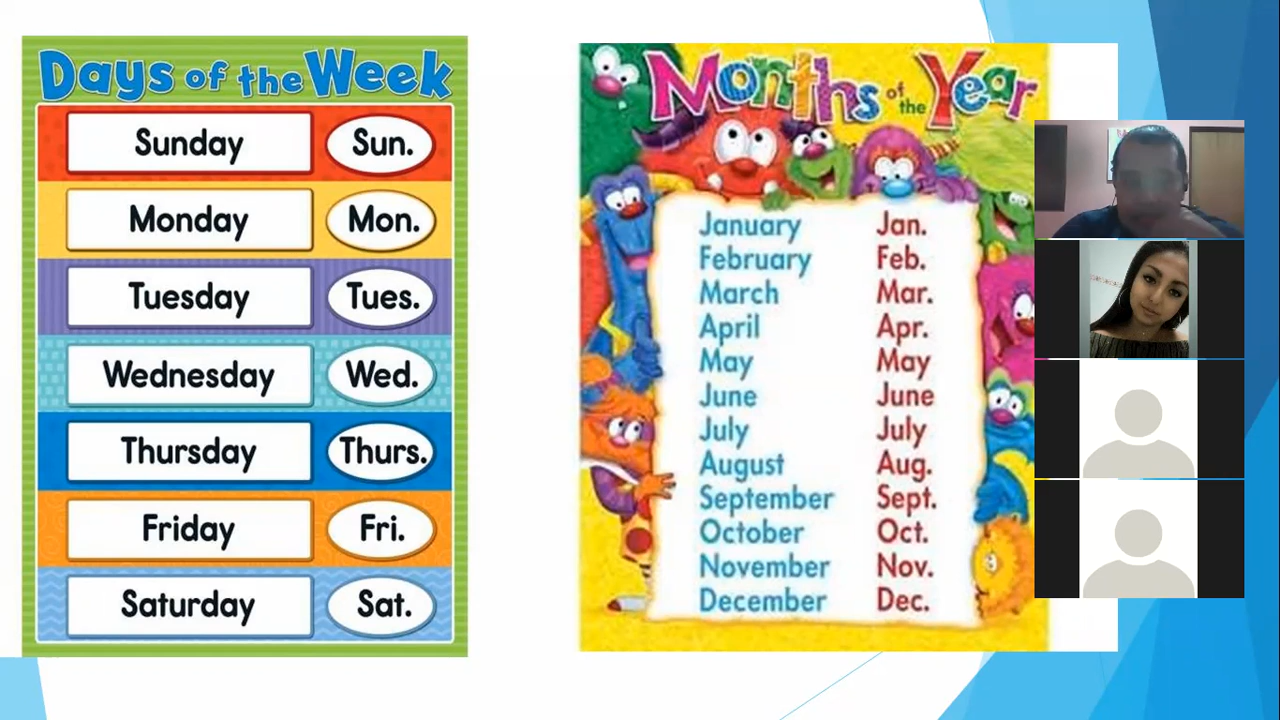 Days of the Week
Sunday Sun.
Monday Mon.
Tuesday Tues.
Wednesday Wed.
Thursday Thurs.
Friday Fri.
Saturday Sat.
Months of the Year
January Jan.
February Feb.
March Mar.
April Apr.
May May
June June
July July
August Aug.
September Sept.
October Oct.
November Nov.
December Dec.